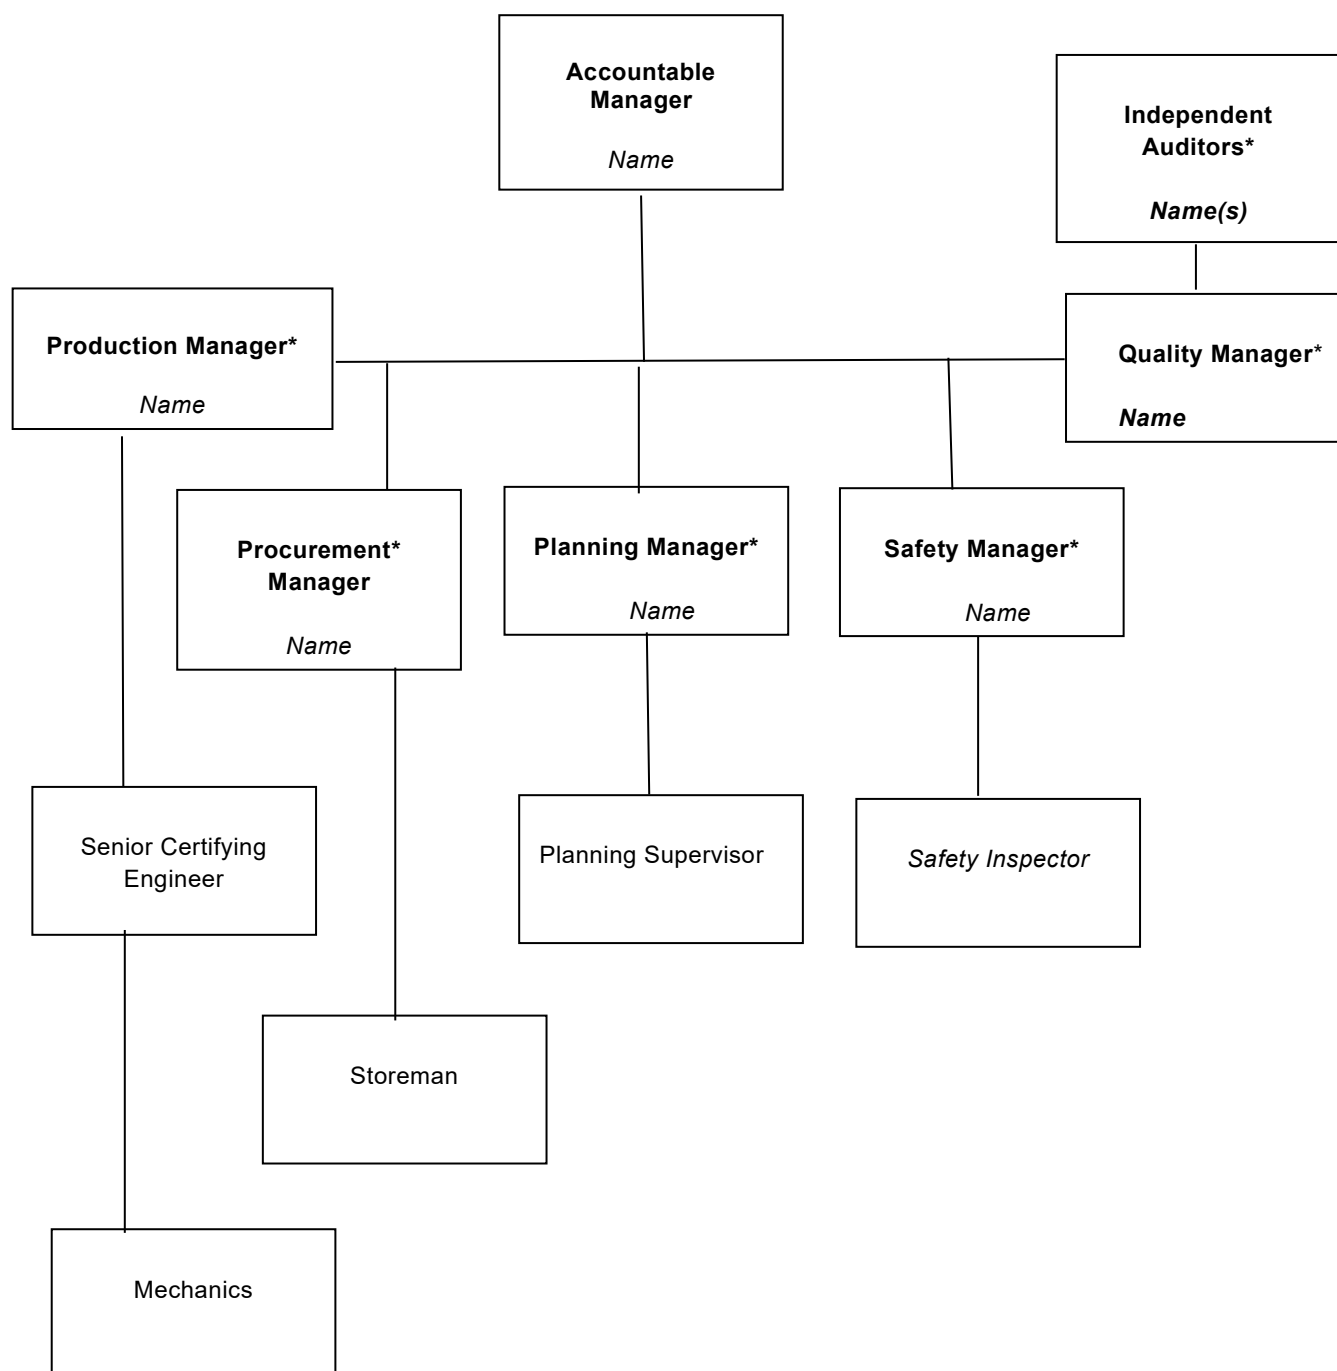 Accountable
Manager
Name
Independent
Auditors*
Name(s)
Production Manager*
Name
Quality Manager*
Name
Procurement*
Manager
Name
Planning Manager*
Name
Safety Manager*
Name
Senior Certifying
Engineer
Planning Supervisor
Safety Inspector
Storeman
Mechanics